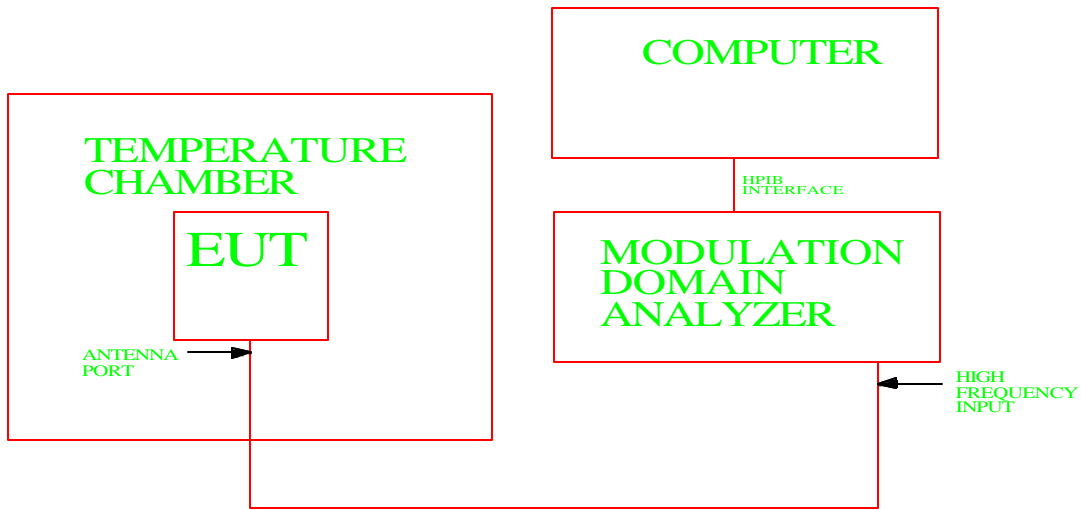 COMPUTER
TEMPERATURE
CHAMBER
HPIB
INTERFACE
EUT
MODULATION
DOMAIN
ANALYZER
ANTENNA
PORT
HIGH
FREQUENCY
INPUT